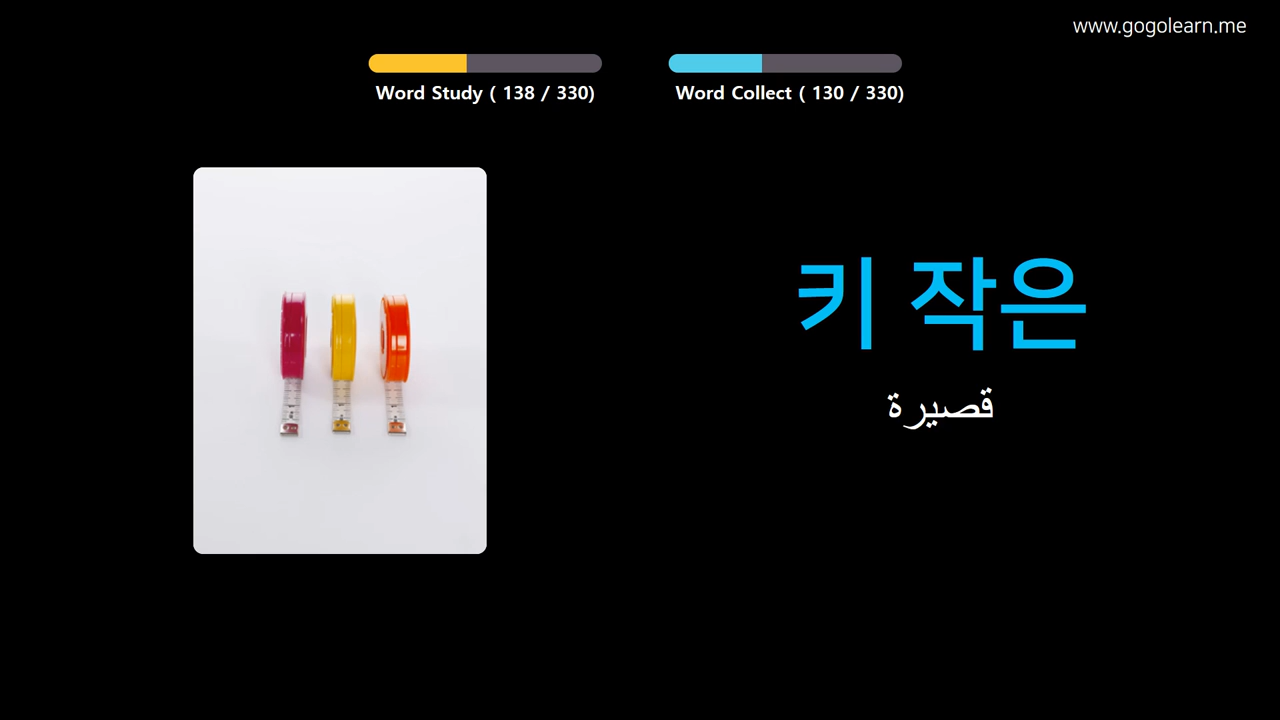 www.gogolearn.me
Word Study ( 138 / 330)
Word Collect ( 130 / 330)
키 작은
قصيرة